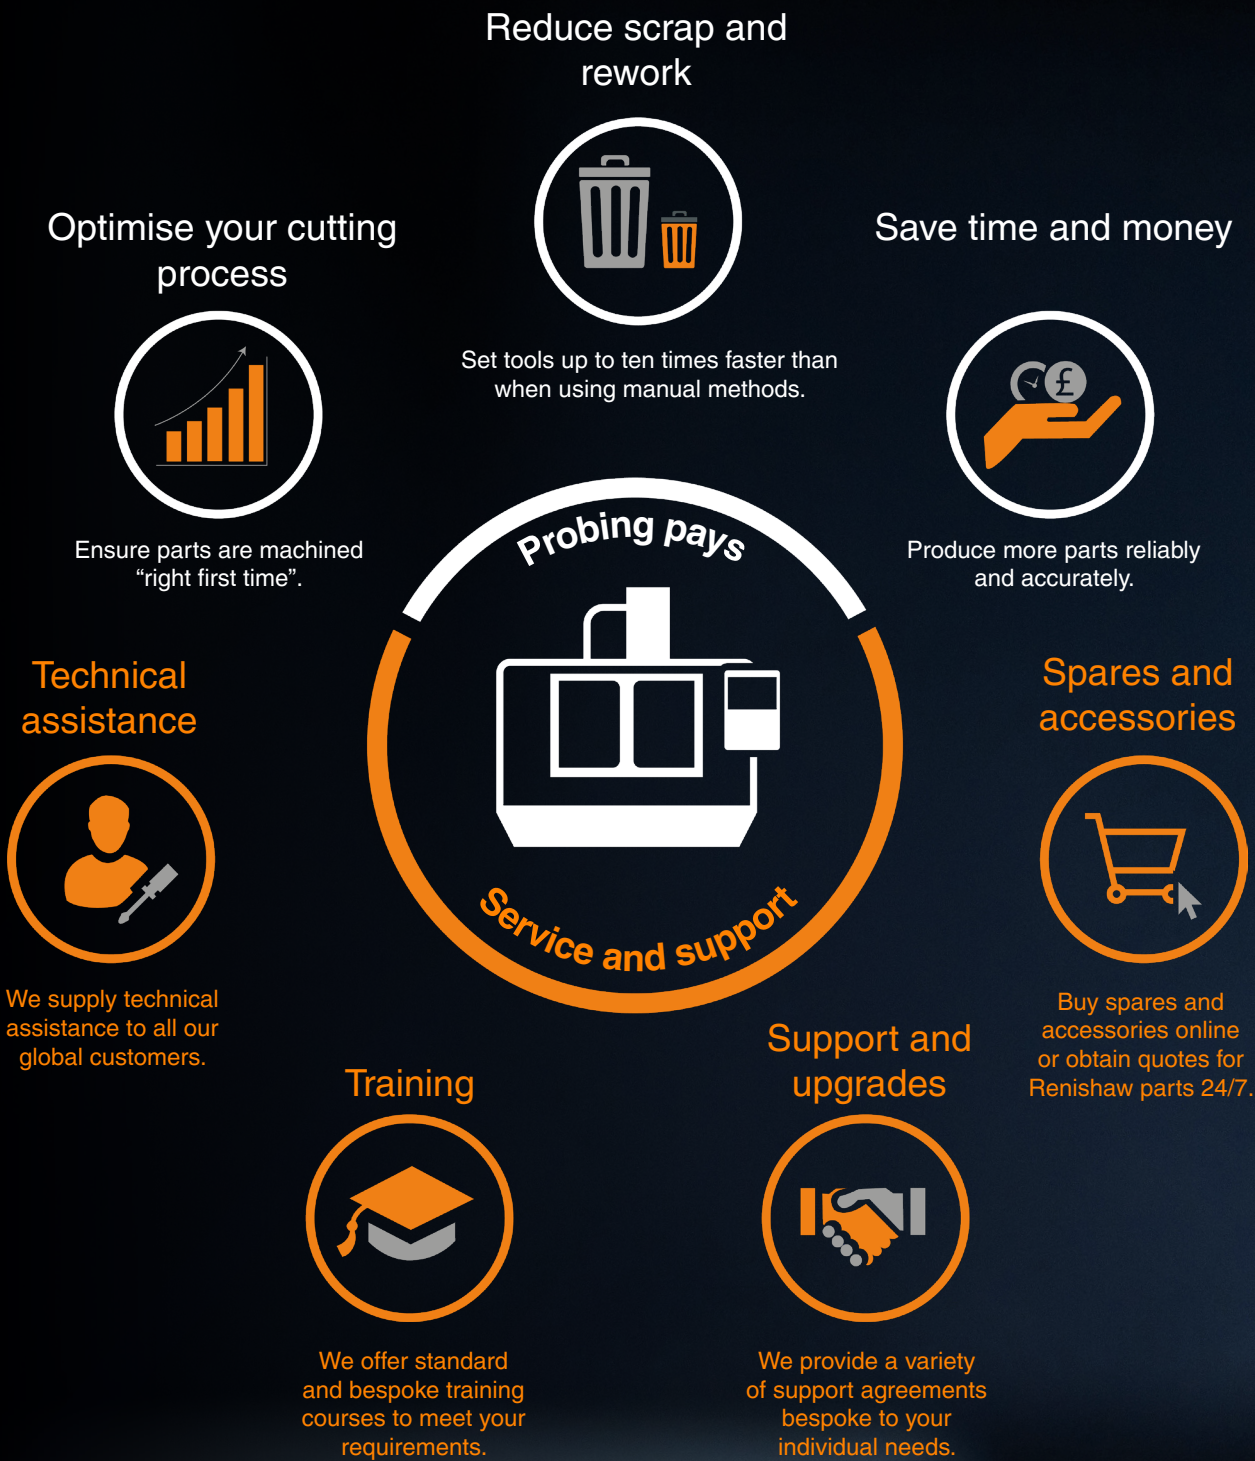 Reduce scrap and
rework
Set tools up to ten times faster than
when using manual methods.
Optimise your cutting
process
Ensure parts are machined
“right first time”.
Save time and money
£
Produce more parts reliably
and accurately.
Probing pays
Service and support
Technical
assistance
We supply technical
assistance to all our
global customers.
Spares and
accessories
Buy spares and
accessories online
or obtain quotes for
Renishaw parts 24/7.
Training
We offer standard
and bespoke training
courses to meet your
requirements.
Support and
upgrades
We provide a variety
of support agreements
bespoke to your
individual needs.